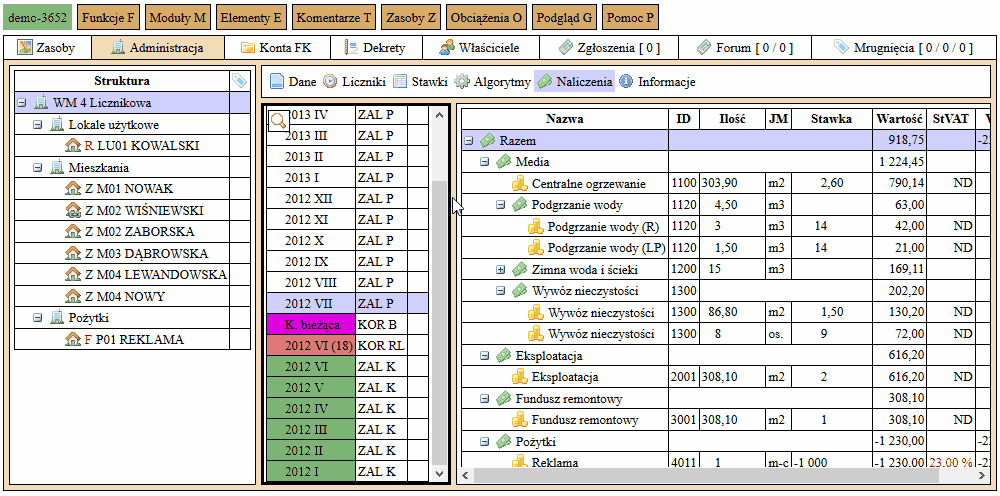 demo-3652 Funkcje F Moduły M Elementy E Komentarze T Zasoby Z Obciążenia O Podgląd G Pomoc P
Zasoby Administracja Konta FK Dekrety Właściciele Zgłoszenia [ 0 ] Forum [ 0 / 0 ] Mrugnięcia [ 0 / 0 / 0 ]
Struktura
WM 4 Licznikowa
Lokale użytkowe
R LU01 KOWALSKI
Mieszkania
Z M01 NOWAK
Z M02 WIŚNIEWSKI
Z M02 ZABORSKA
Z M03 DĄBROWSKA
Z M04 LEWANDOWSKA
Z M04 NOWY
Pożytki
F P01 REKLAMA
Dane Liczniki Stawki Algorytmy Naliczenia Informacje
2013 IV ZAL P
2013 III ZAL P
2013 II ZAL P
2013 I ZAL P
2012 XII ZAL P
2012 XI ZAL P
2012 X ZAL P
2012 IX ZAL P
2012 VIII ZAL P
2012 VII ZAL P
K. bieżąca KOR B
2012 VI (18) KOR RL
2012 VI ZAL K
2012 V ZAL K
2012 IV ZAL K
2012 III ZAL K
2012 II ZAL K
2012 I ZAL K
Nazwa ID Ilość JM Stawka Wartość StVAT
Razem 918,75
Media 1 224,45
Centralne ogrzewanie 1100 303,90 m2 2,60 790,14 ND
Podgrzanie wody 1120 4,50 m3 63,00
Podgrzanie wody (R) 1120 3 m3 14 42,00 ND
Podgrzanie wody (LP) 1120 1,50 m3 14 21,00 ND
Zimna woda i ścieki 1200 15 m3 169,11
Wywóz nieczystości 1300 202,20
Wywóz nieczystości 1300 86,80 m2 1,50 130,20 ND
Wywóz nieczystości 1300 8 os. 9 72,00 ND
Eksploatacja 616,20
Eksploatacja 2001 308,10 m2 2 616,20 ND
Fundusz remontowy 308,10
Fundusz remontowy 3001 308,10 m2 1 308,10 ND
Pożytki -1 230,00
Reklama 4011 1 m-c -1 000 -1 230,00 23.00 %